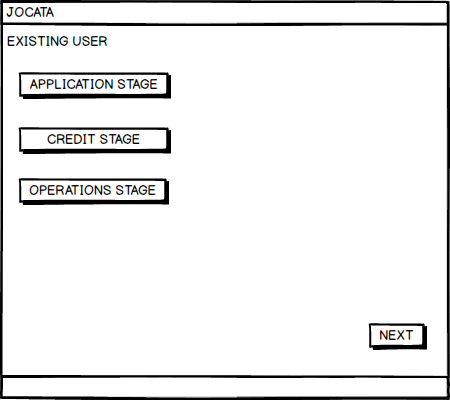 JOCATA
EXISTING USER
APPLICATION STAGE
CREDIT STAGE
OPERATIONS STAGE
NEXT